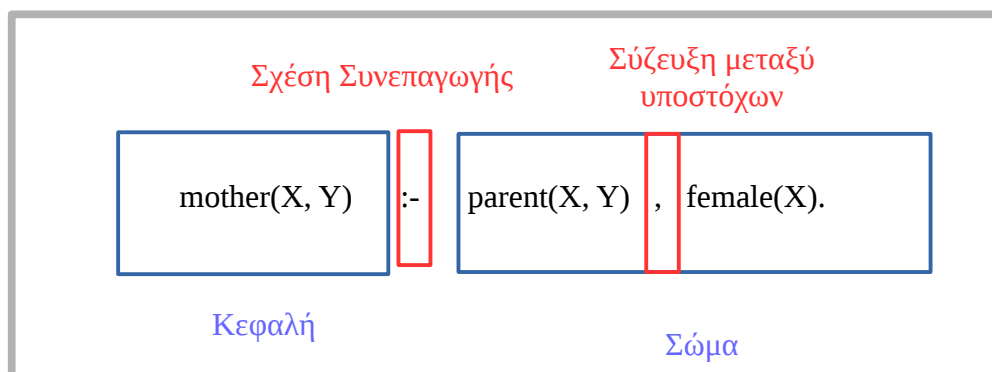 Σχέση Συνεπαγωγής
Σύζευξη μεταξύ
υποστόχων
mother(X, Y) :- parent(X, Y) , female(X).
Κεφαλή
Σώμα